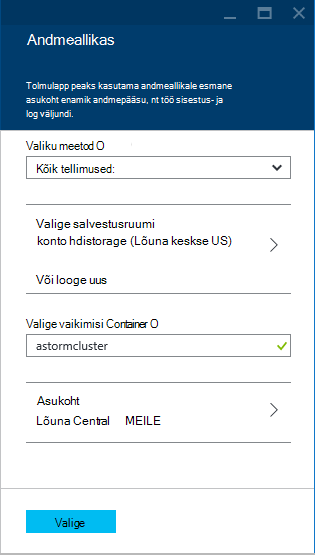 Andmeallikas
Tolmulapp peaks kasutama andmeallikale esmane
asukoht enamik andmepääsu, nt töö sisestus- ja
log väljundi.
Valiku meetod O
Kõik tellimused:
Valige salvestusruumi
konto hdistorage (Lõuna keskse US)
Või looge uus
Valige vaikimisi Container O
astormcluster
Asukoht
Lõuna Central MEILE
Valige